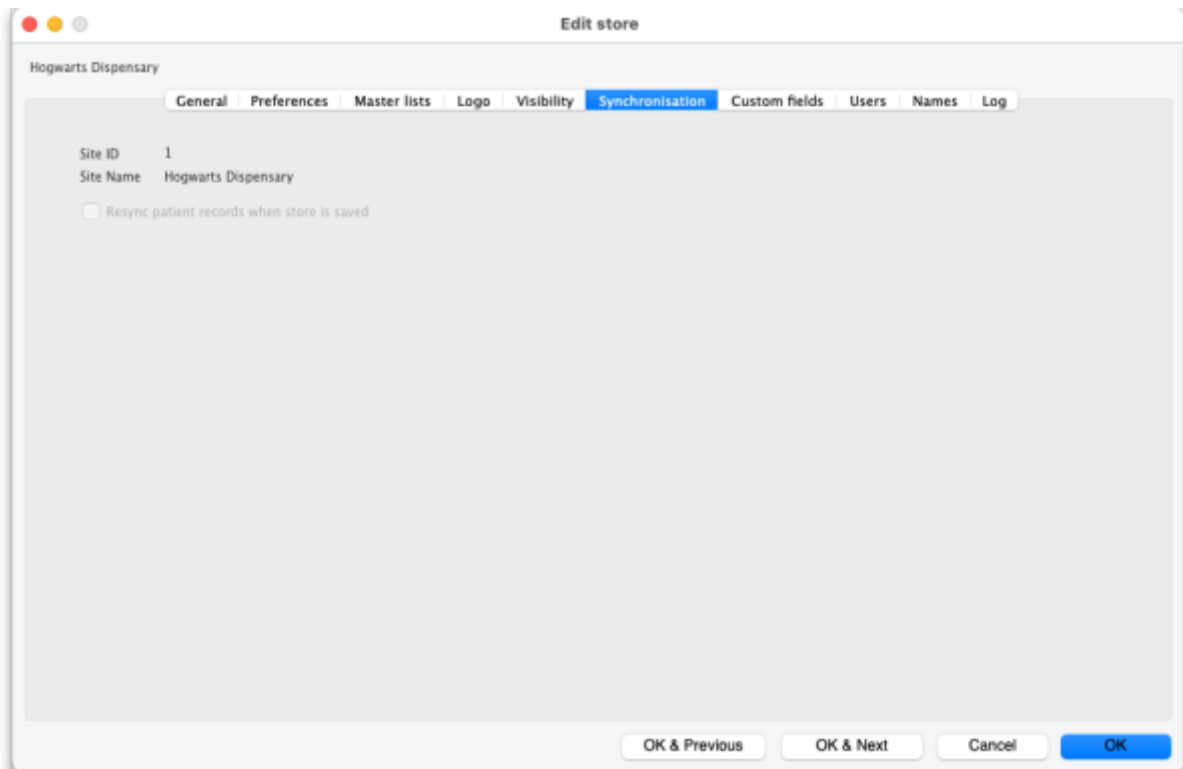 Edit store
Hogwarts Dispensary
General Preferences Master lists Logo Visibility Synchronisation Custom fields Users Names Log
Site ID 1
Site Name Hogwarts Dispensary
Resync patient records when store is saved
OK & Previous OK & Next Cancel OK